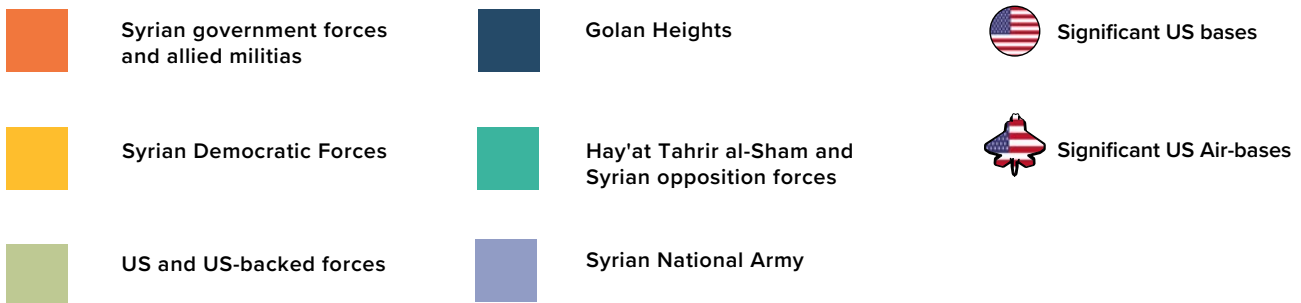 Syrian government forces
and allied militias
Syrian Democratic Forces
US and US-backed forces
Golan Heights
Hay'at Tahrir al-Sham and
Syrian opposition forces
Syrian National Army
Significant US bases
Significant US Air-bases